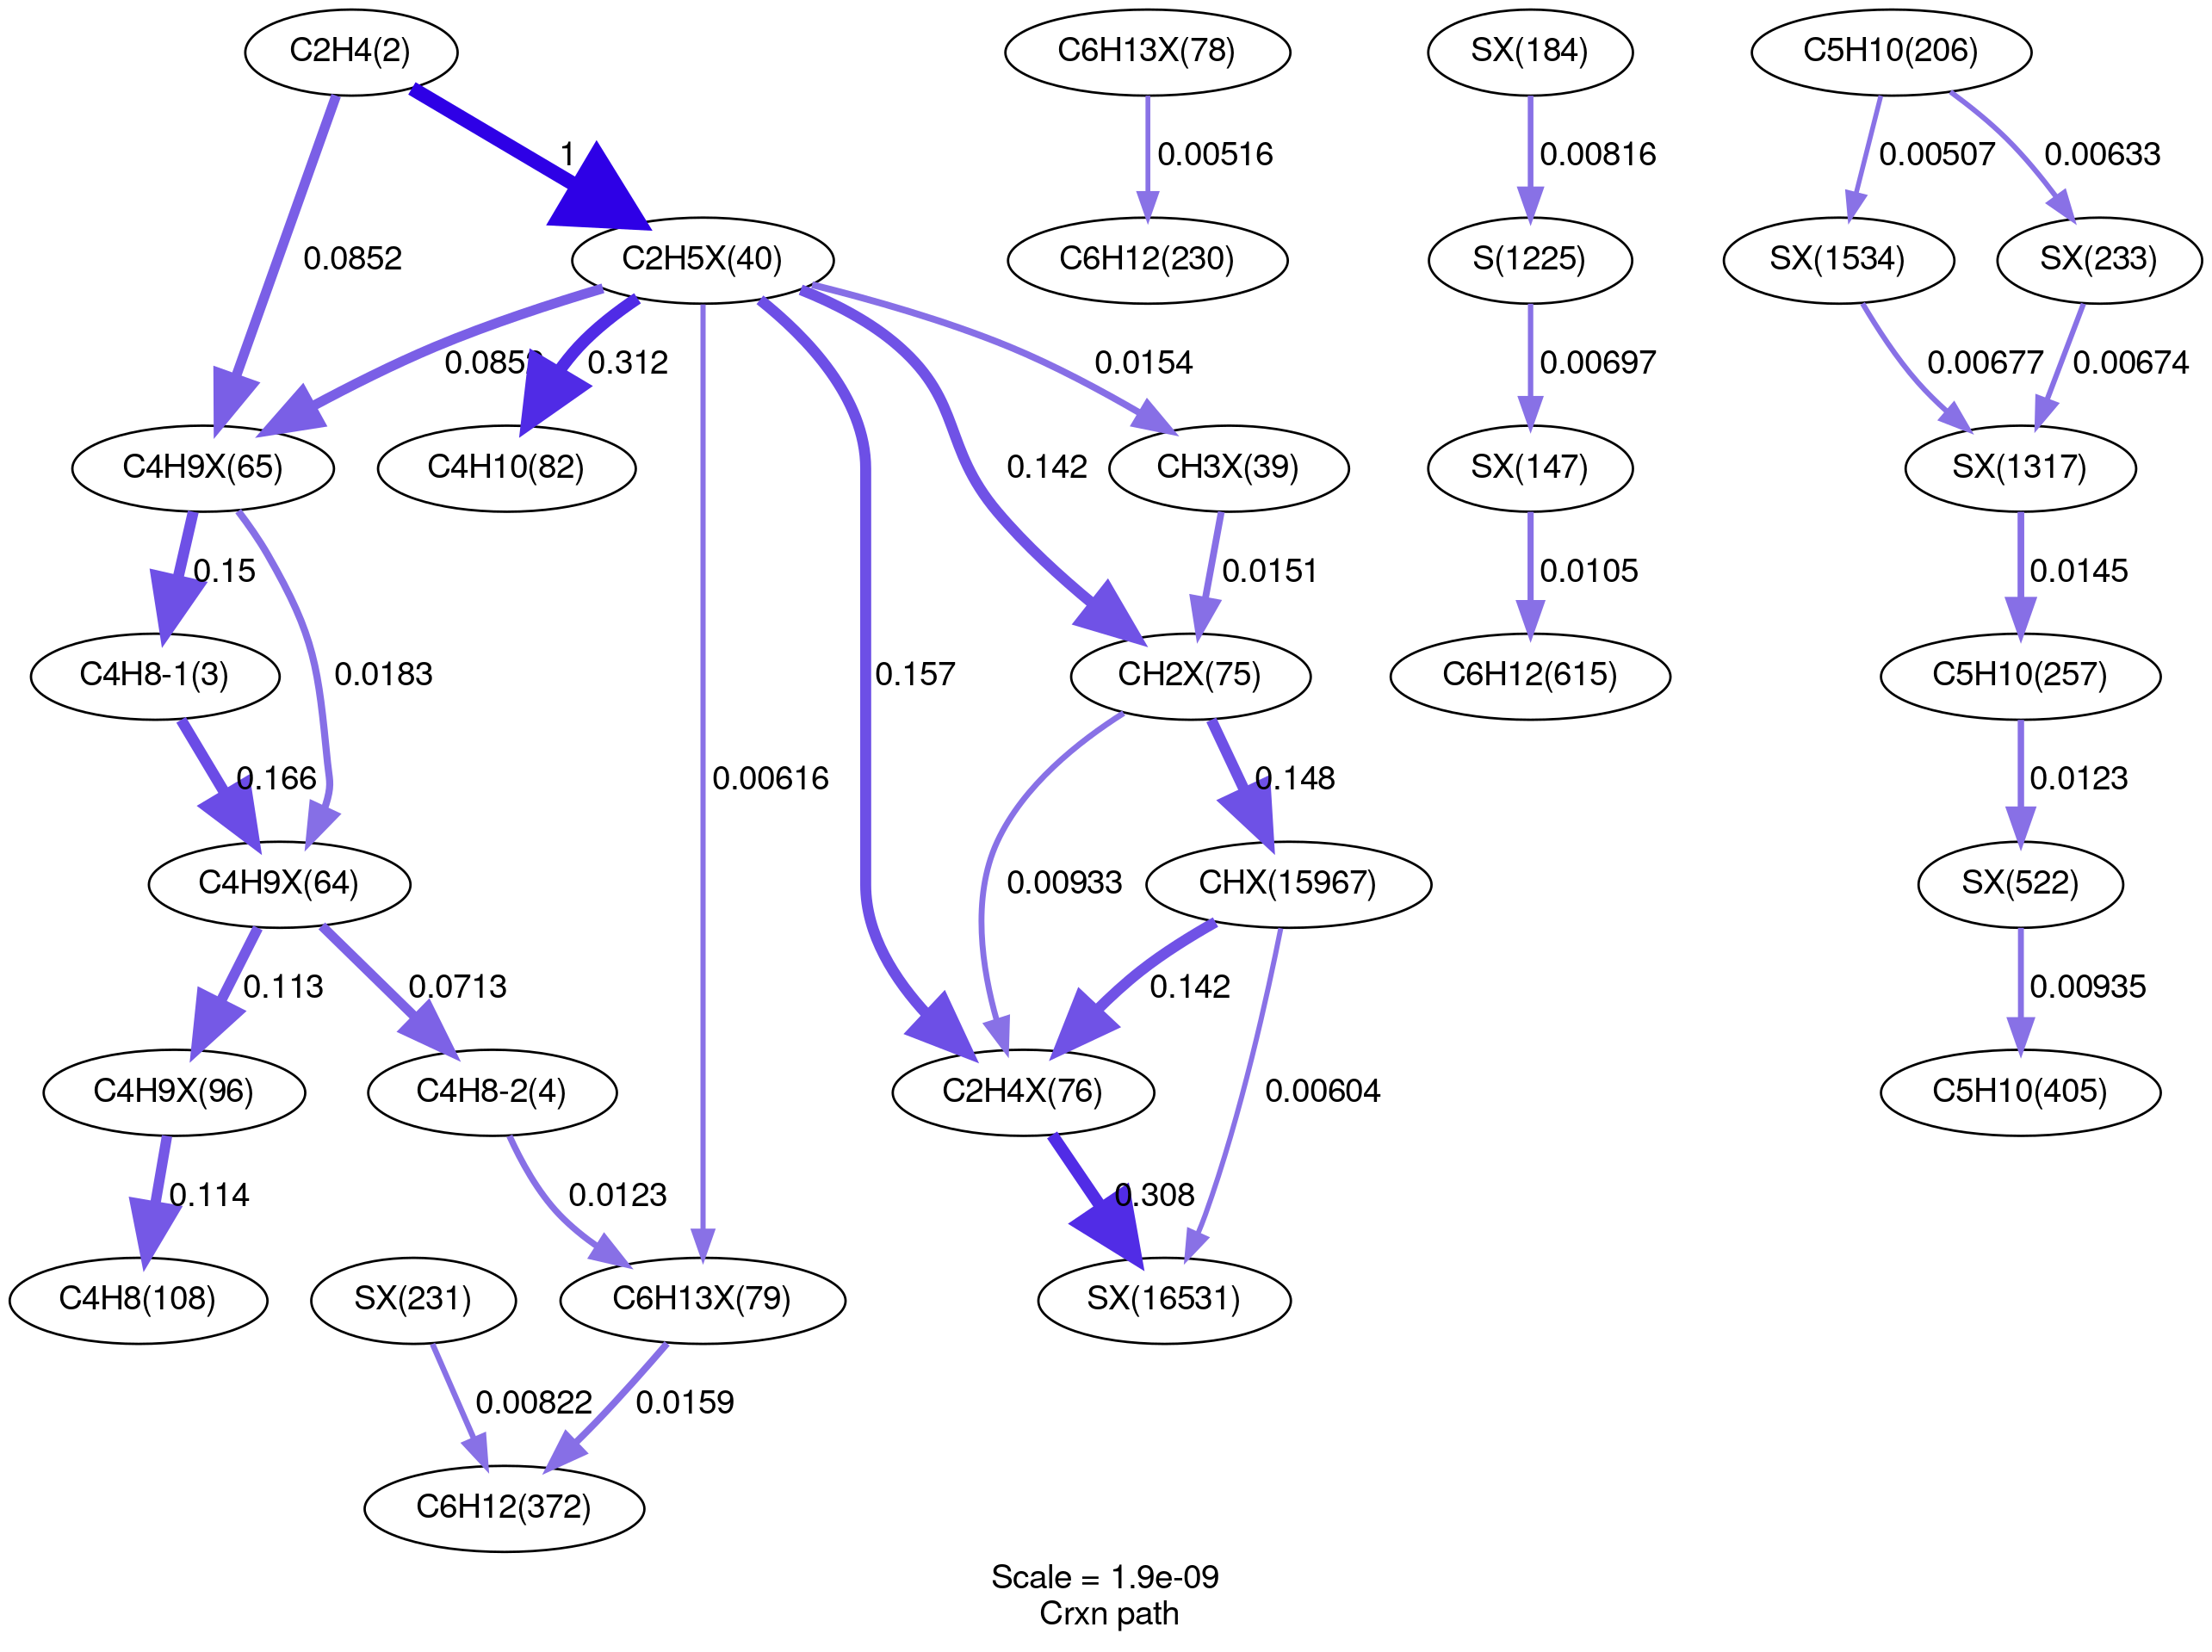 C2H4(2)
C6H13X(78)
SX(184)
C5H10(206)
1
0.00516
0.00816
0.00507
0.00633
0.0852
C2H5X(40)
C6H12(230)
S(1225)
SX(1534)
SX(233)
0.312
0.0154
0.00697
0.00677
0.00674
C4H9X(65)
C4H10(82)
0.142
CH3X(39)
SX(147)
SX(1317)
0.15
0.0151
0.0105
0.0145
C4H8-1(3)
0.0183
0.157
CH2X(75)
C6H12(615)
C5H10(257)
0.166
0.00616
0.148
0.0123
C4H9X(64)
0.00933
CHX(15967)
SX(522)
0.113
0.0713
0.142
0.00935
C4H9X(96)
C4H8-2(4)
C2H4X(76)
0.00604
C5H10(405)
0.114
0.0123
0.308
C4H8(108)
SX(231)
C6H13X(79)
SX(16531)
0.00822
0.0159
C6H12(372)
Scale = 1.9e-09
Crxn path